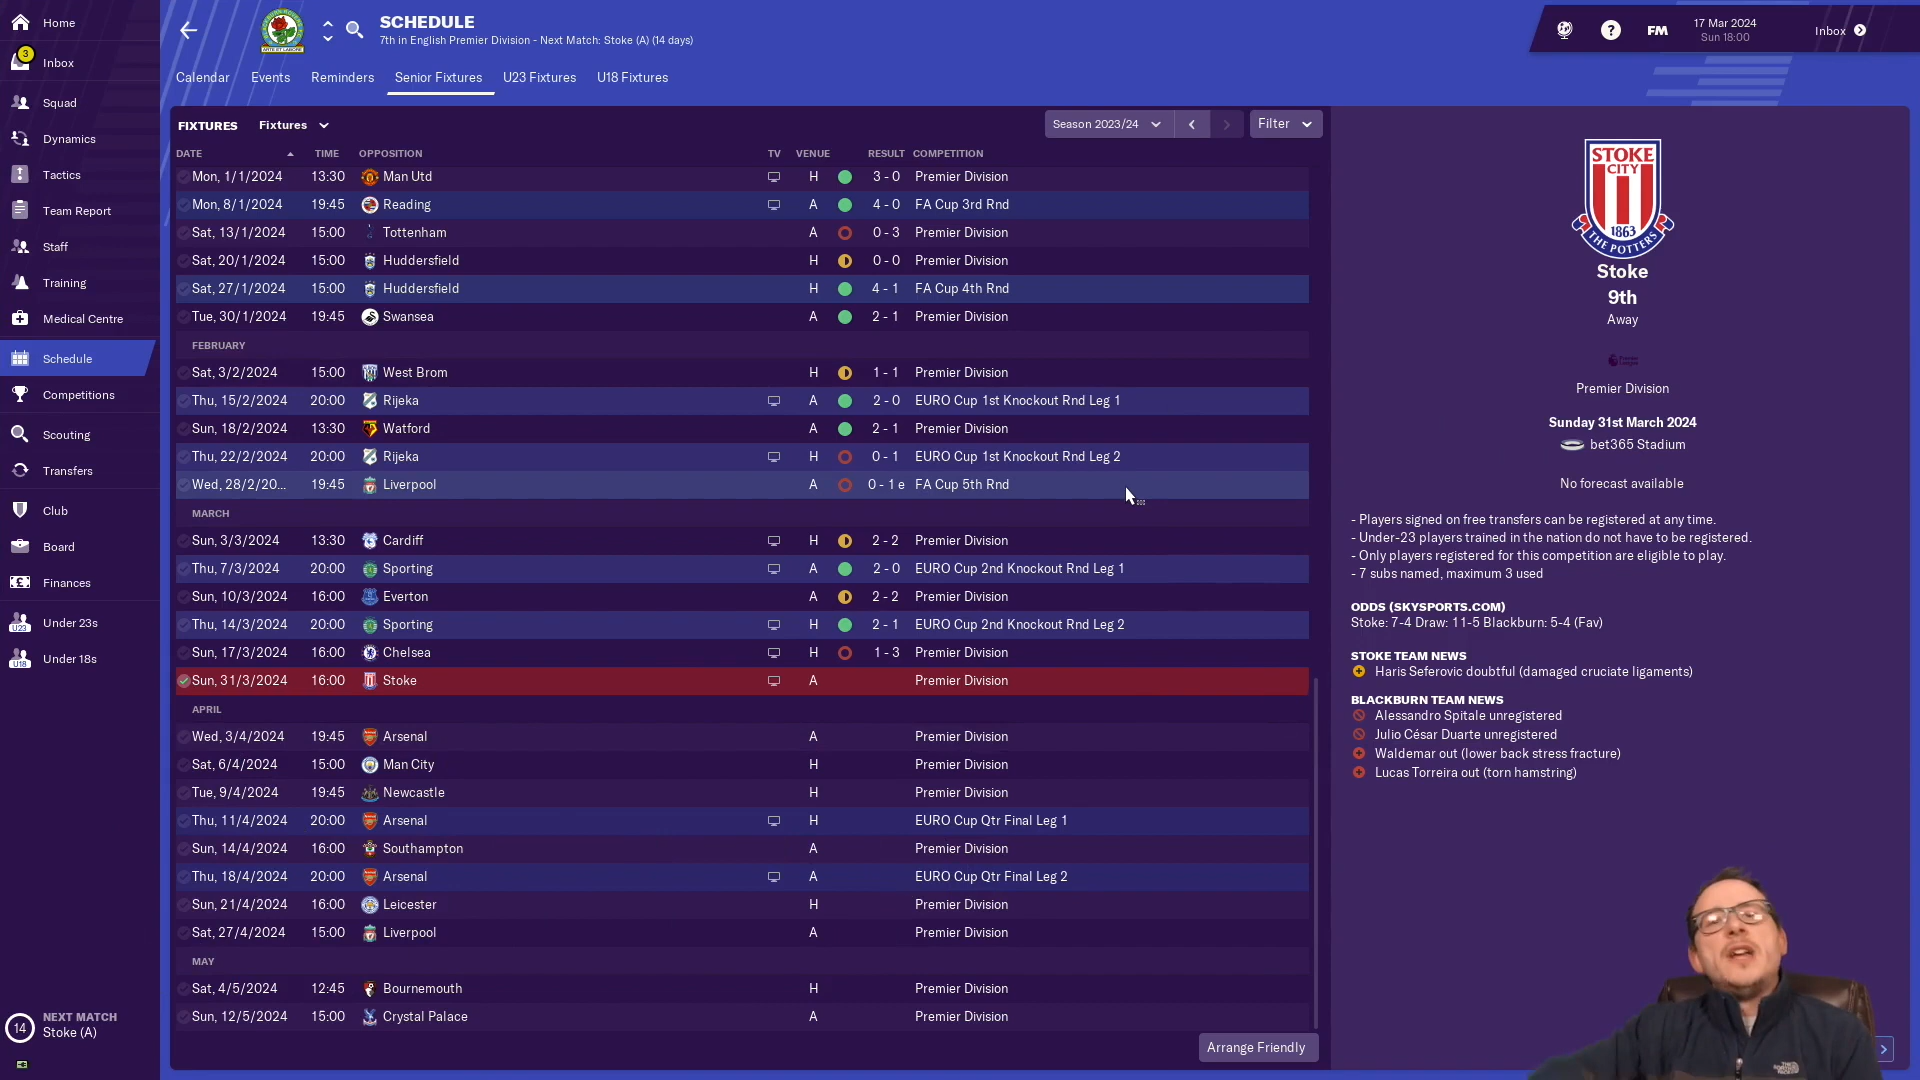 Home
3
Inbox
Squad
Dynamics
Tactics
Team Report
Staff
Training
Medical Centre
Schedule
Competitions
Scouting
Transfers
Club
Board
Finances
U23 Under 23s
U18 Under 18s
14 NEXT MATCH
Stoke (A)
SCHEDULE
7th in English Premier Division - Next Match: Stoke (A) (14 days)
FM
17 Mar 2024
Sun 18:00
Inbox
Calendar Events Reminders Senior Fixtures U23 Fixtures U18 Fixtures
FIXTURES Fixtures Season 2023/24 Filter
DATE TIME OPPOSITION TV VENUE RESULT COMPETITION
Mon, 1/1/2024 13:30 Man Utd H 3 - 0 Premier Division
Mon, 8/1/2024 19:45 Reading A 4 - 0 FA Cup 3rd Rnd
Sat, 13/1/2024 15:00 Tottenham A 0 - 3 Premier Division
Sat, 20/1/2024 15:00 Huddersfield H 0 - 0 Premier Division
Sat, 27/1/2024 15:00 Huddersfield H 4 - 1 FA Cup 4th Rnd
Tue, 30/1/2024 19:45 Swansea A 2 - 1 Premier Division
FEBRUARY
Sat, 3/2/2024 15:00 West Brom H 1 - 1 Premier Division
Thu, 15/2/2024 20:00 Rijeka A 2 - 0 EURO Cup 1st Knockout Rnd Leg 1
Sun, 18/2/2024 13:30 Watford A 2 - 1 Premier Division
Thu, 22/2/2024 20:00 Rijeka H 0 - 1 EURO Cup 1st Knockout Rnd Leg 2
Wed, 28/2/20... 19:45 Liverpool A 0 - 1 e FA Cup 5th Rnd
MARCH
Sun, 3/3/2024 13:30 Cardiff H 2 - 2 Premier Division
Thu, 7/3/2024 20:00 Sporting A 2 - 0 EURO Cup 2nd Knockout Rnd Leg 1
Sun, 10/3/2024 16:00 Everton A 2 - 2 Premier Division
Thu, 14/3/2024 20:00 Sporting H 2 - 1 EURO Cup 2nd Knockout Rnd Leg 2
Sun, 17/3/2024 16:00 Chelsea H 1 - 3 Premier Division
Sun, 31/3/2024 16:00 Stoke A Premier Division
APRIL
Wed, 3/4/2024 19:45 Arsenal A Premier Division
Sat, 6/4/2024 15:00 Man City H Premier Division
Tue, 9/4/2024 19:45 Newcastle H Premier Division
Thu, 11/4/2024 20:00 Arsenal H EURO Cup Qtr Final Leg 1
Sun, 14/4/2024 16:00 Southampton A Premier Division
Thu, 18/4/2024 20:00 Arsenal A EURO Cup Qtr Final Leg 2
Sun, 21/4/2024 16:00 Leicester H Premier Division
Sat, 27/4/2024 15:00 Liverpool A Premier Division
MAY
Sat, 4/5/2024 12:45 Bournemouth H Premier Division
Sun, 12/5/2024 15:00 Crystal Palace A Premier Division
Arrange Friendly
STOKE
CITY
1863
THE POTTERS
Stoke
9th
Away
Premier Division
Sunday 31st March 2024
bet365 Stadium
No forecast available
- Players signed on free transfers can be registered at any time.
- Under-23 players trained in the nation do not have to be registered.
- Only players registered for this competition are eligible to play.
- 7 subs named, maximum 3 used
ODDS (SKYSPORTS.COM)
Stoke: 7-4 Draw: 11-5 Blackburn: 5-4 (Fav)
STOKE TEAM NEWS
Haris Seferovic doubtful (damaged cruciate ligaments)
BLACKBURN TEAM NEWS
Alessandro Spitale unregistered
Julio César Duarte unregistered
Waldemar out (lower back stress fracture)
Lucas Torreira out (torn hamstring)